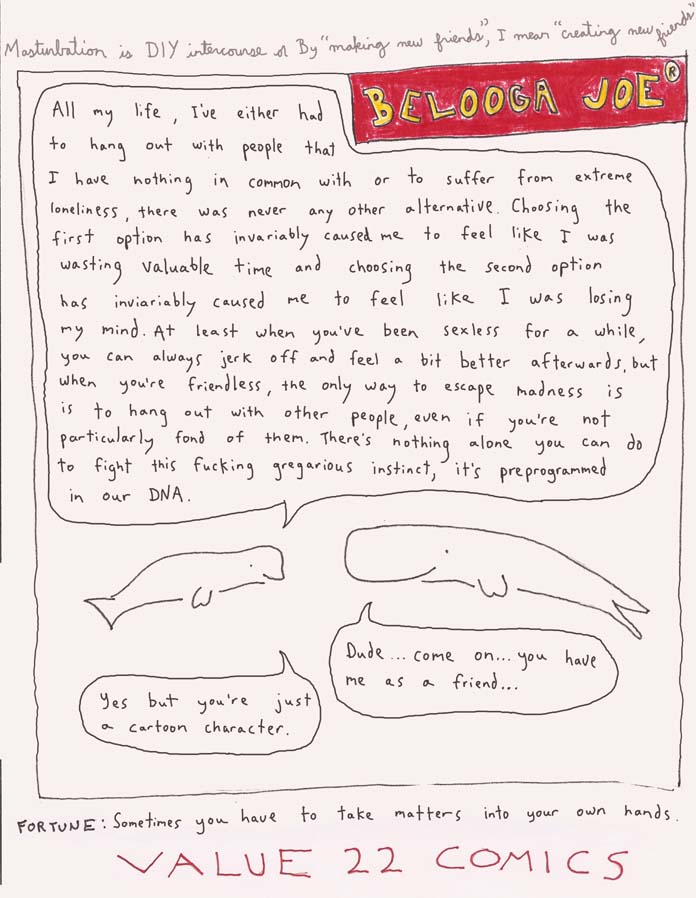 Masturbation is DIY intercourse or By "making new friends", I mean "creating new friends"
BELOOGA JOE®
All my life, I've either had
to hang out with people that
I have nothing in common with or to suffer from extreme
loneliness, there was never any other alternative. Choosing the
first option has invariably caused me to feel like I was
wasting valuable time and choosing the second option
has inviariably caused me to feel like I was losing
my mind. At least when you've been sexless for a while,
you can always jerk off and feel a bit better afterwards, but
when you're friendless, the only way to escape madness is
is to hang out with other people, even if you're not
particularly fond of them. There's nothing alone you can do
to fight this fucking gregarious instinct, it's preprogrammed
in our DNA.
Dude... come on... you have
me as a friend...
Yes but you're just
a cartoon character.
FORTUNE: Sometimes you have to take matters into your own hands.
VALUE 22 COMICS